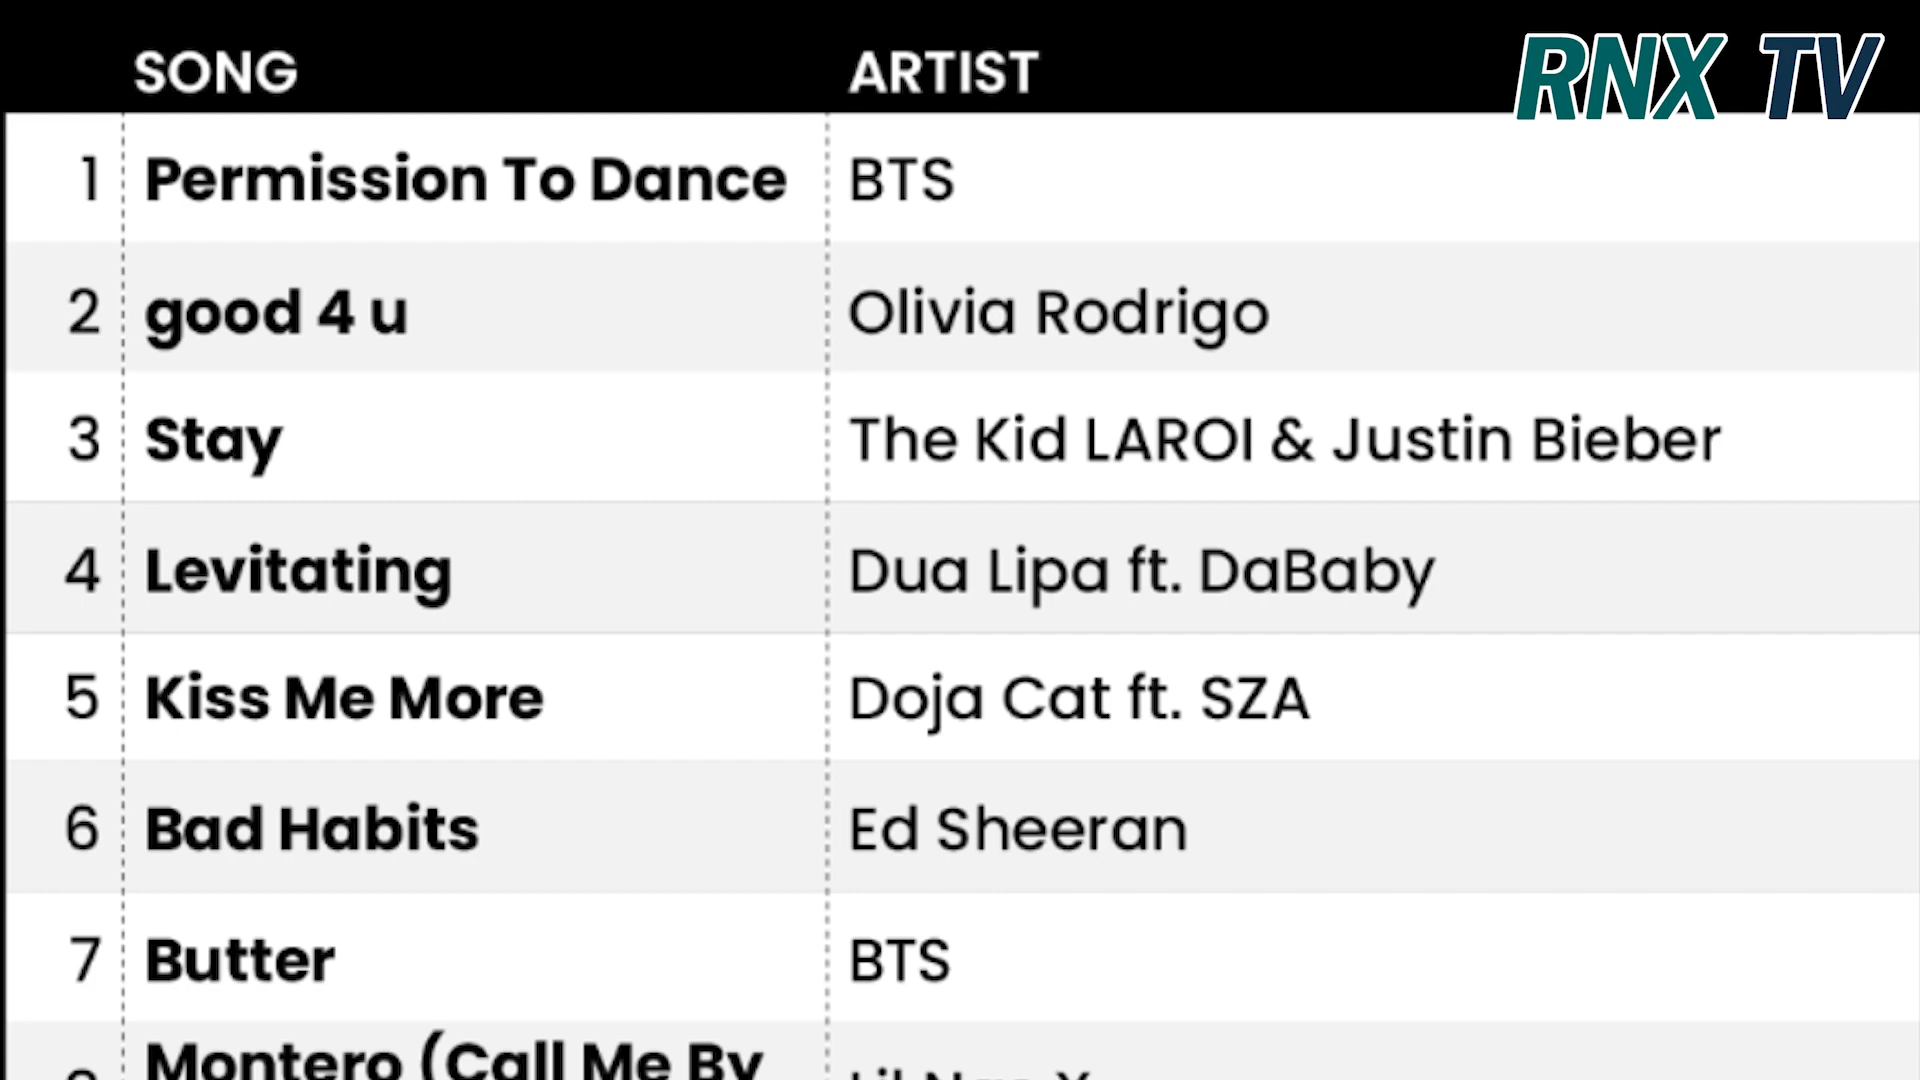 SONG ARTIST RNX TV
1 Permission To Dance BTS
2 good 4 u Olivia Rodrigo
3 Stay The Kid LAROI & Justin Bieber
4 Levitating Dua Lipa ft. DaBaby
5 Kiss Me More Doja Cat ft. SZA
6 Bad Habits Ed Sheeran
7 Butter BTS
Montero (Call Me By Lil Nas X